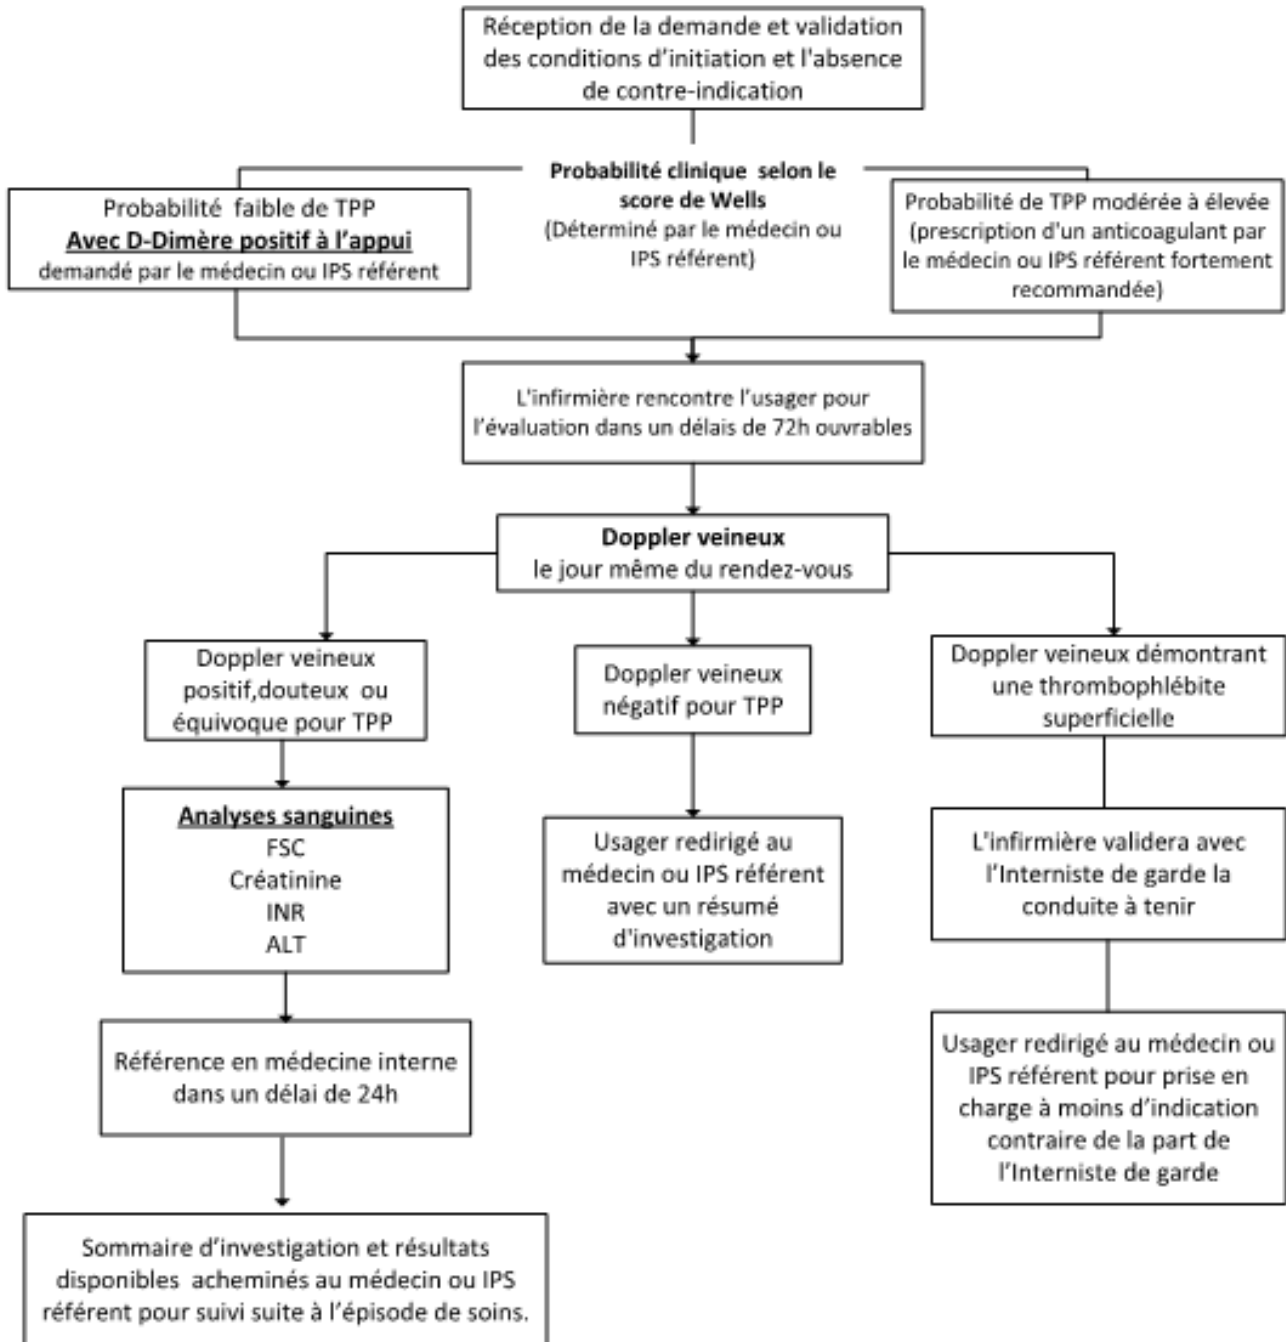 Réception de la demande et validation
des conditions d'initiation et l'absence
de contre-indication
Probabilité clinique selon le
score de Wells
(Déterminé par le médecin ou
IPS référent)
Probabilité faible de TPP
Avec D-Dimère positif à l'appui
demandé par le médecin ou IPS référent
Probabilité de TPP modérée à élevée
(prescription d'un anticoagulant par
le médecin ou IPS référent fortement
recommandée)
L'infirmière rencontre l'usager pour
l'évaluation dans un délais de 72h ouvrables
Doppler veineux
le jour même du rendez-vous
Doppler veineux
positif,douteux ou
équivoque pour TPP
Doppler veineux
négatif pour TPP
Doppler veineux démontrant
une thrombophlébite
superficielle
Analyses sanguines
FSC
Créatinine
INR
ALT
Usager redirigé au
médecin ou IPS référent
avec un résumé
d'investigation
L'infirmière validera avec
l'Interniste de garde la
conduite à tenir
Référence en médecine interne
dans un délai de 24h
Usager redirigé au médecin ou
IPS référent pour prise en
charge à moins d'indication
contraire de la part de
l'Interniste de garde
Sommaire d'investigation et résultats
disponibles acheminés au médecin ou IPS
référent pour suivi suite à l'épisode de soins.